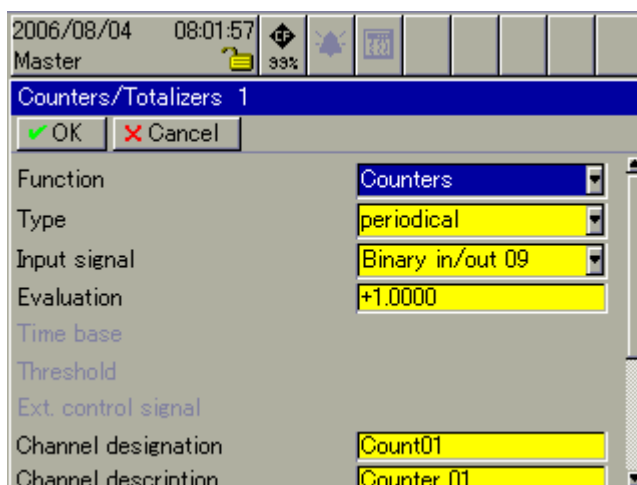 2006/08/04 08:01:57
Master
CF
99%
Counters/Totalizers 1
OK Cancel
Function Counters
Type periodical
Input signal Binary in/out 09
Evaluation +1.0000
Time base
Threshold
Ext. control signal
Channel designation Count01
Channel description Counter 01